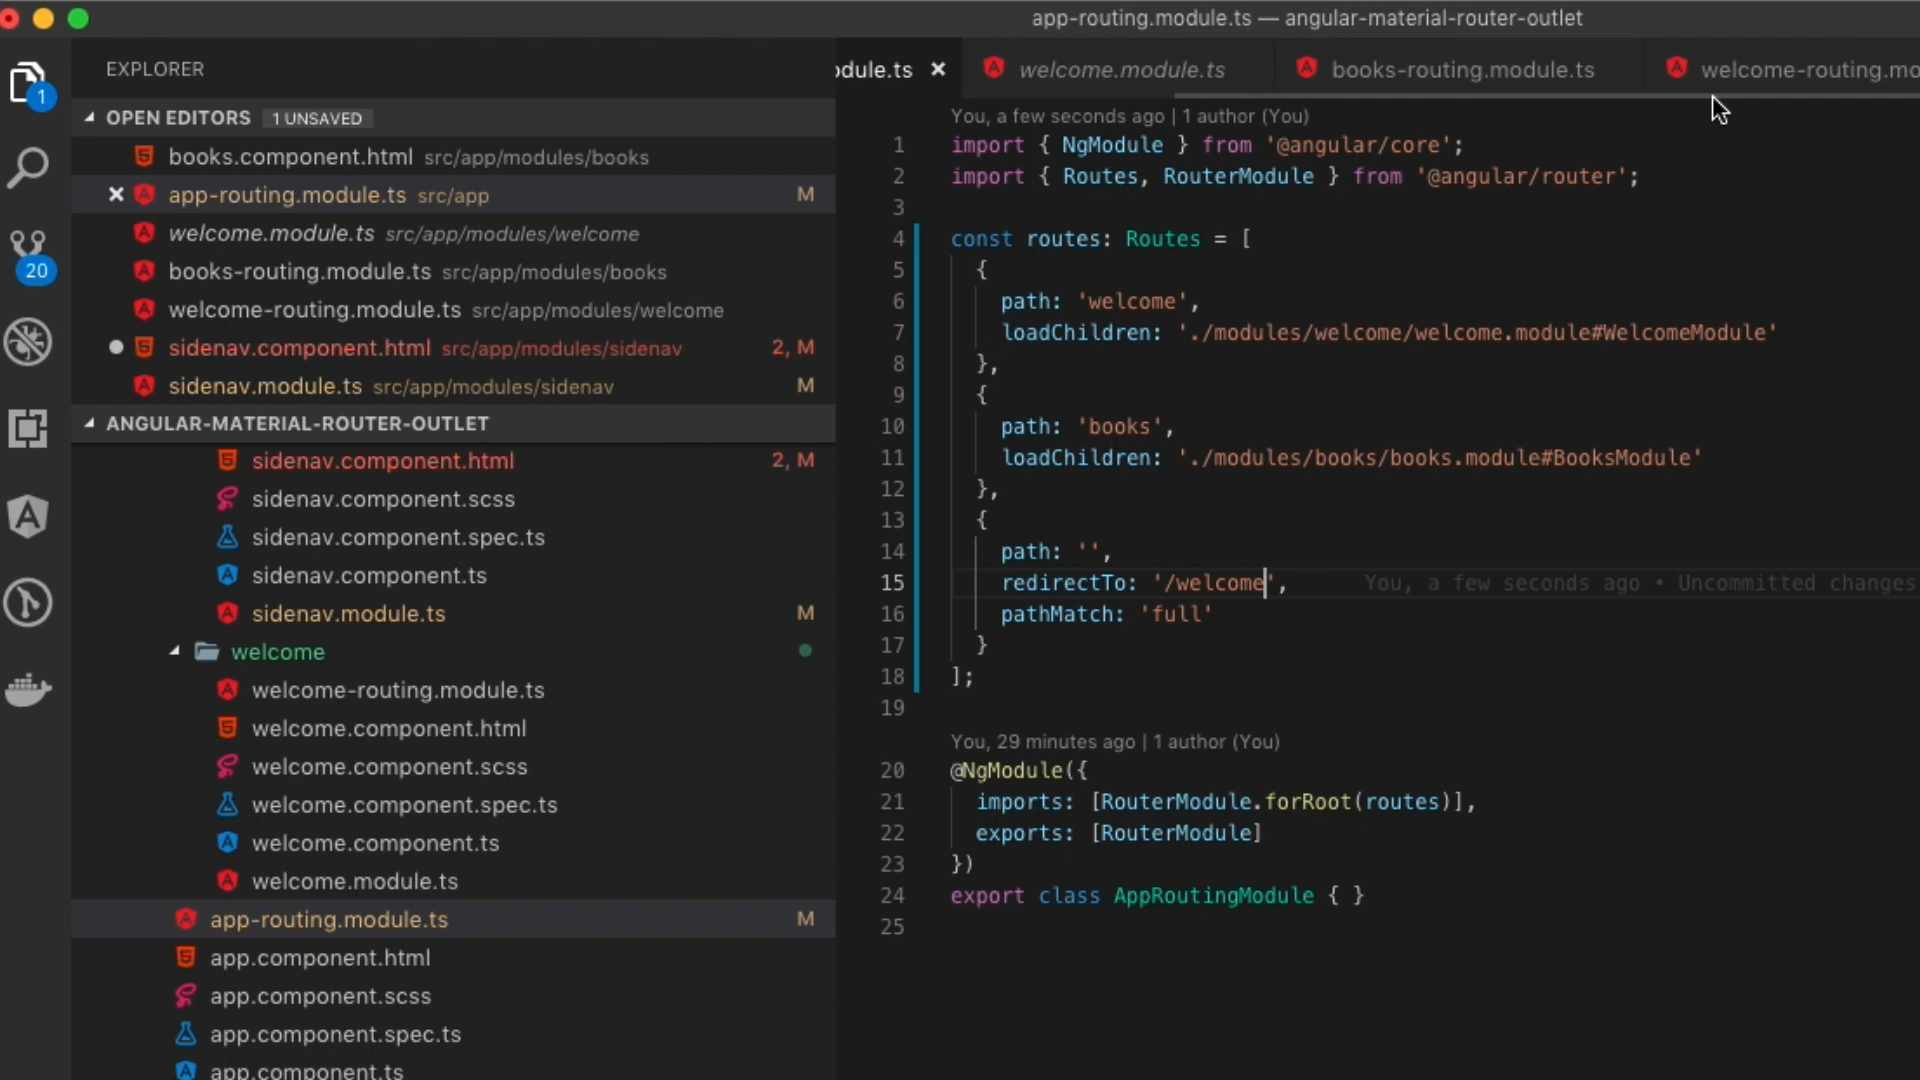 app-routing.module.ts — angular-material-router-outlet
EXPLORER
1
20
OPEN EDITORS 1 UNSAVED
books.component.html src/app/modules/books
app-routing.module.ts src/app M
welcome.module.ts src/app/modules/welcome
books-routing.module.ts src/app/modules/books
welcome-routing.module.ts src/app/modules/welcome
sidenav.component.html src/app/modules/sidenav 2, M
sidenav.module.ts src/app/modules/sidenav M
ANGULAR-MATERIAL-ROUTER-OUTLET
sidenav.component.html 2, M
sidenav.component.scss
sidenav.component.spec.ts
sidenav.component.ts
sidenav.module.ts M
welcome
welcome-routing.module.ts
welcome.component.html
welcome.component.scss
welcome.component.spec.ts
welcome.component.ts
welcome.module.ts
app-routing.module.ts M
app.component.html
app.component.scss
app.component.spec.ts
app.component.ts
odule.ts welcome.module.ts books-routing.module.ts welcome-routing.mo
You, a few seconds ago | 1 author (You)
1 import { NgModule } from '@angular/core';
2 import { Routes, RouterModule } from '@angular/router';
3
4 const routes: Routes = [
5 {
6 path: 'welcome',
7 loadChildren: './modules/welcome/welcome.module#WelcomeModule'
8 },
9 {
10 path: 'books',
11 loadChildren: './modules/books/books.module#BooksModule'
12 },
13 {
14 path: '',
15 redirectTo: '/welcome', You, a few seconds ago • Uncommitted changes
16 pathMatch: 'full'
17 }
18 ];
19
You, 29 minutes ago | 1 author (You)
20 @NgModule({
21 imports: [RouterModule.forRoot(routes)],
22 exports: [RouterModule]
23 })
24 export class AppRoutingModule { }
25